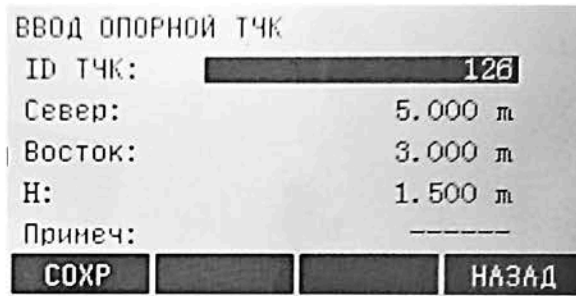 ВВОД ОПОРНОЙ ТЧК
ID ТЧК: 126
Север: 5.000 m
Восток: 3.000 m
H: 1.500 m
Примеч: ------
СОХР НАЗАД